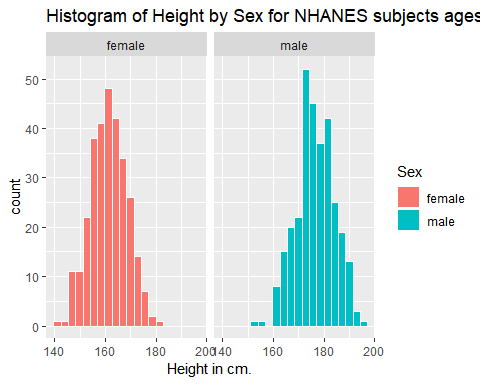 Histogram of Height by Sex for NHANES subjects ages
female male
50
40
30
20
10
0
count
140 160 180 200 140 160 180 200
Height in cm.
Sex
female
male